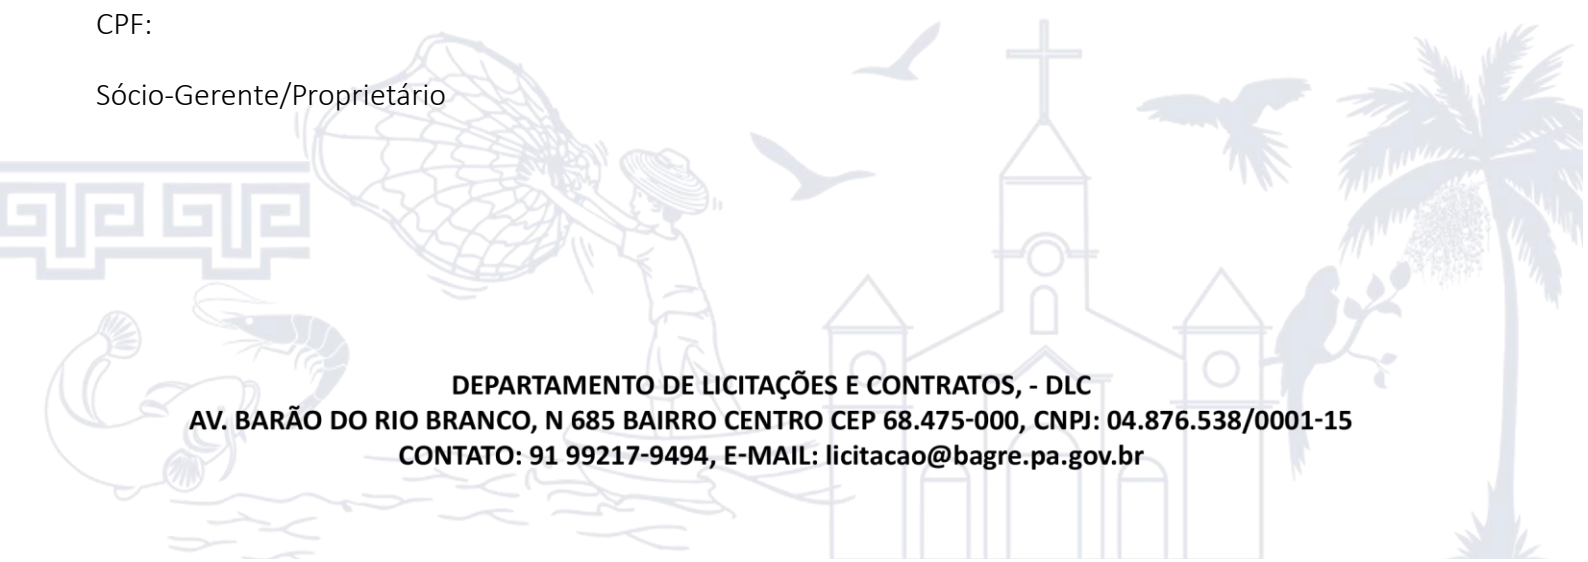 CPF:
Sócio-Gerente/Proprietário
DEPARTAMENTO DE LICITAÇÕES E CONTRATOS, - DLC
AV. BARÃO DO RIO BRANCO, N 685 BAIRRO CENTRO CEP 68.475-000, CNPJ: 04.876.538/0001-15
CONTATO: 91 99217-9494, E-MAIL: licitacao@bagre.pa.gov.br